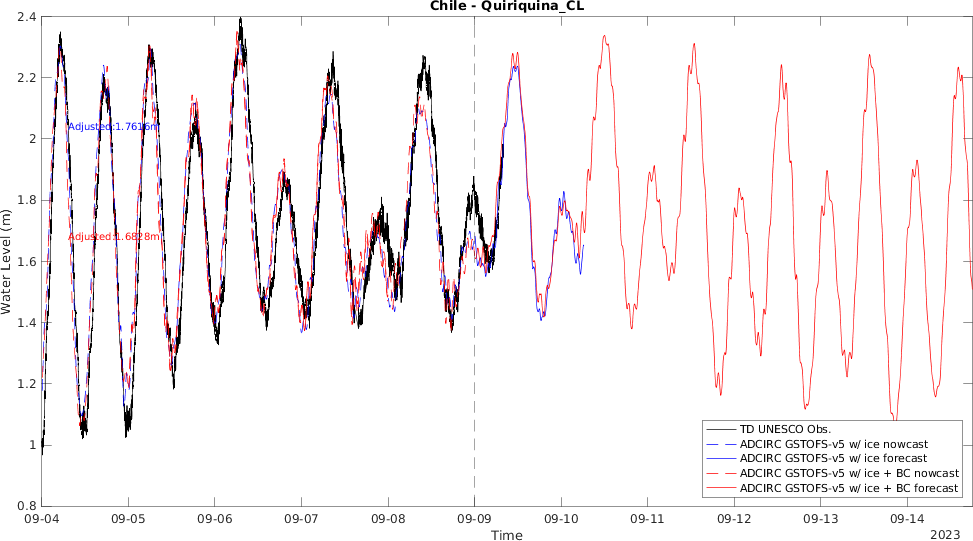 Chile - Quiriquina_CL
2.4
2.2
2
1.8
1.6
1.4
1.2
1
0.8
Water Level (m)
Adjusted:1.7616m
Adjusted:1.6828m
TD UNESCO Obs.
ADCIRC GSTOFS-v5 w/ ice nowcast
ADCIRC GSTOFS-v5 w/ ice forecast
ADCIRC GSTOFS-v5 w/ ice + BC nowcast
ADCIRC GSTOFS-v5 w/ ice + BC forecast
09-04 09-05 09-06 09-07 09-08 09-09 09-10 09-11 09-12 09-13 09-14
Time
2023